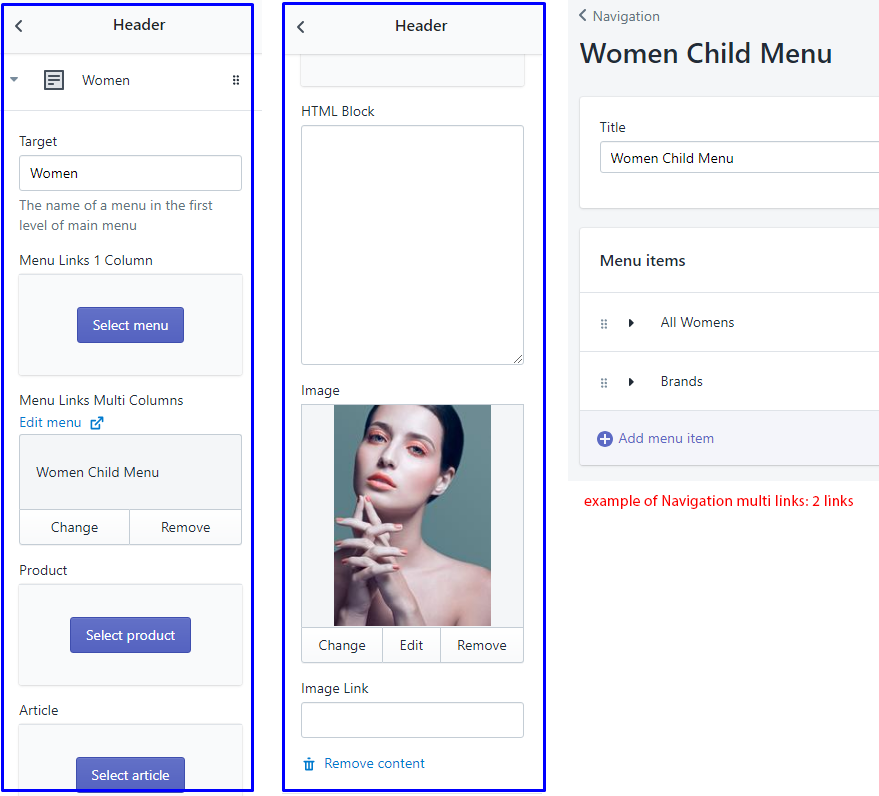 Header
Women
Target
Women
The name of a menu in the first
level of main menu
Menu Links 1 Column
Select menu
Menu Links Multi Columns
Edit menu
Women Child Menu
Change Remove
Product
Select product
Article
Select article
Header
HTML Block
Image
Change Edit Remove
Image Link
Remove content
Navigation
Women Child Menu
Title
Women Child Menu
Menu items
All Womens
Brands
Add menu item
example of Navigation multi links: 2 links